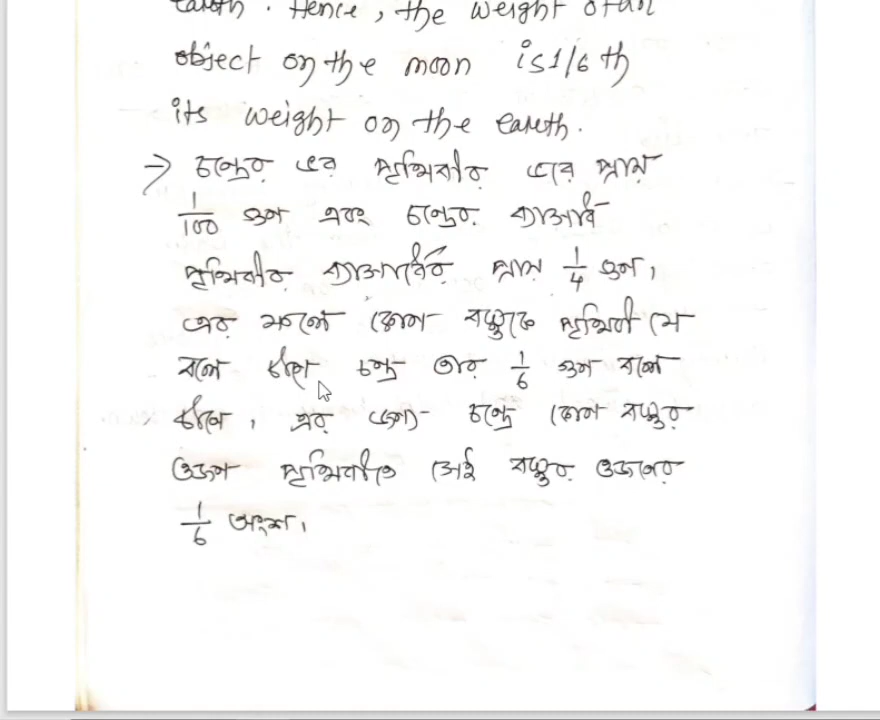 earth. Hence, the weight of an
object on the moon is 1/6 th
its weight on the earth.
→ চন্দ্রের ভর পৃথিবীর ভরে প্রায়
1/100 গুণ এবং চন্দ্রের ব্যাসার্ধ
পৃথিবীর ব্যাসার্ধের প্রায় 1/4 গুণ।
এর ফলে কোন বস্তুকে পৃথিবী যে
বলে টানে চন্দ্র তার 1/6 গুণ বলে
টানে। এর জন্য চন্দ্রে কোন বস্তুর
ওজন পৃথিবীতে সেই বস্তুর ওজনের
1/6 অংশ।